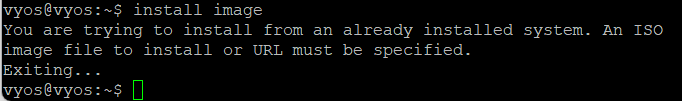 vyos@vyos:~$ install image
You are trying to install from an already installed system. An ISO
image file to install or URL must be specified.
Exiting...
vyos@vyos:~$